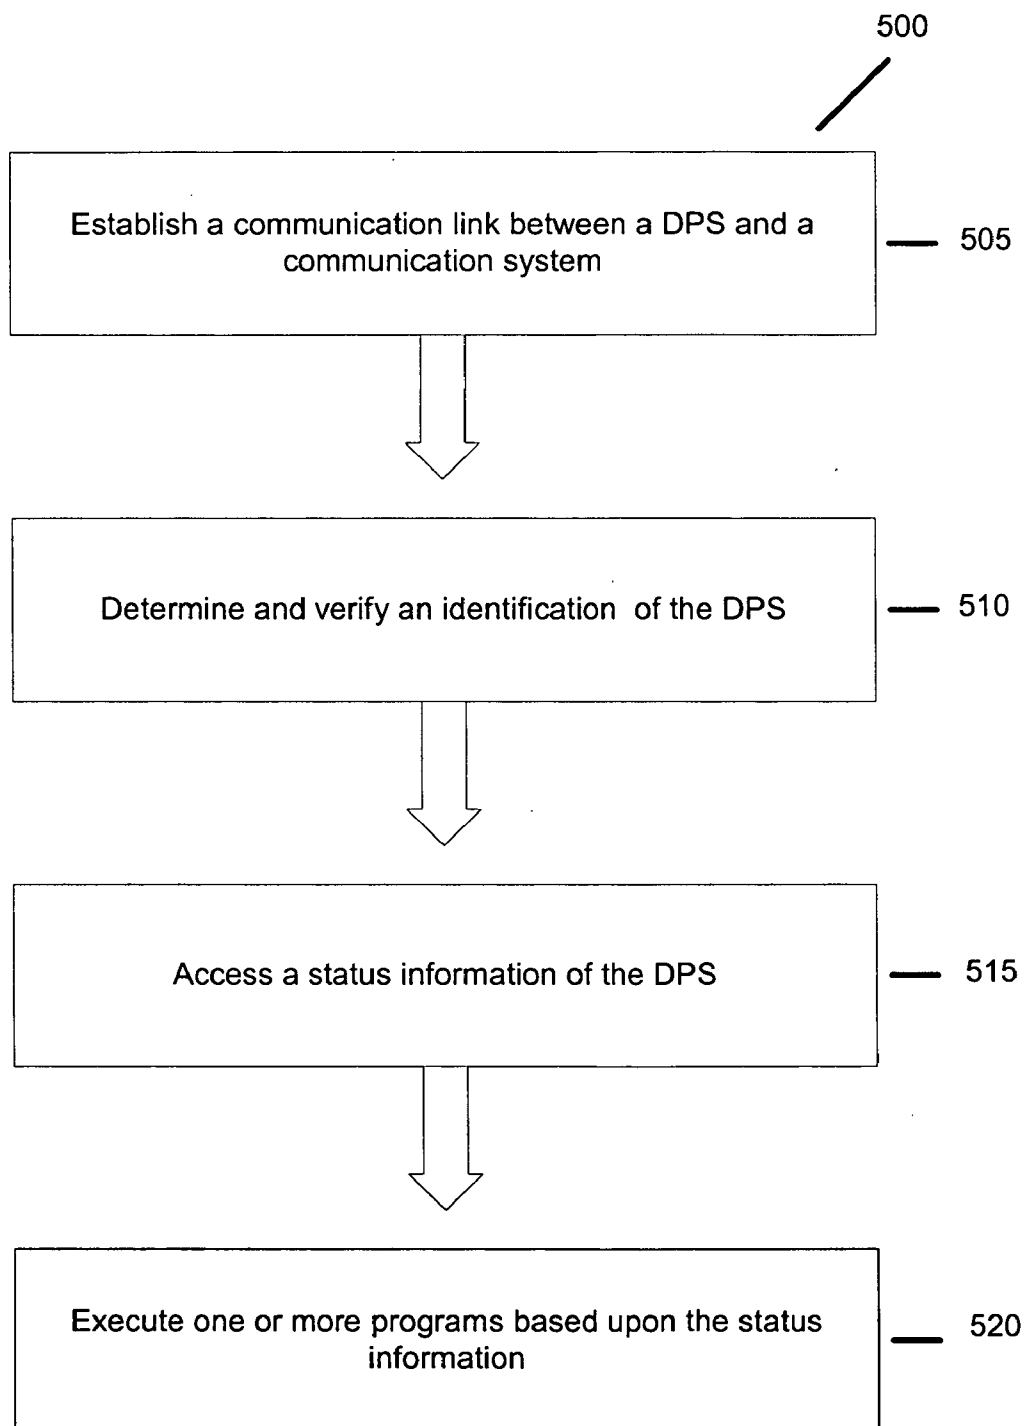 500
Establish a communication link between a DPS and a
communication system
505
Determine and verify an identification of the DPS
510
Access a status information of the DPS
515
Execute one or more programs based upon the status
information
520